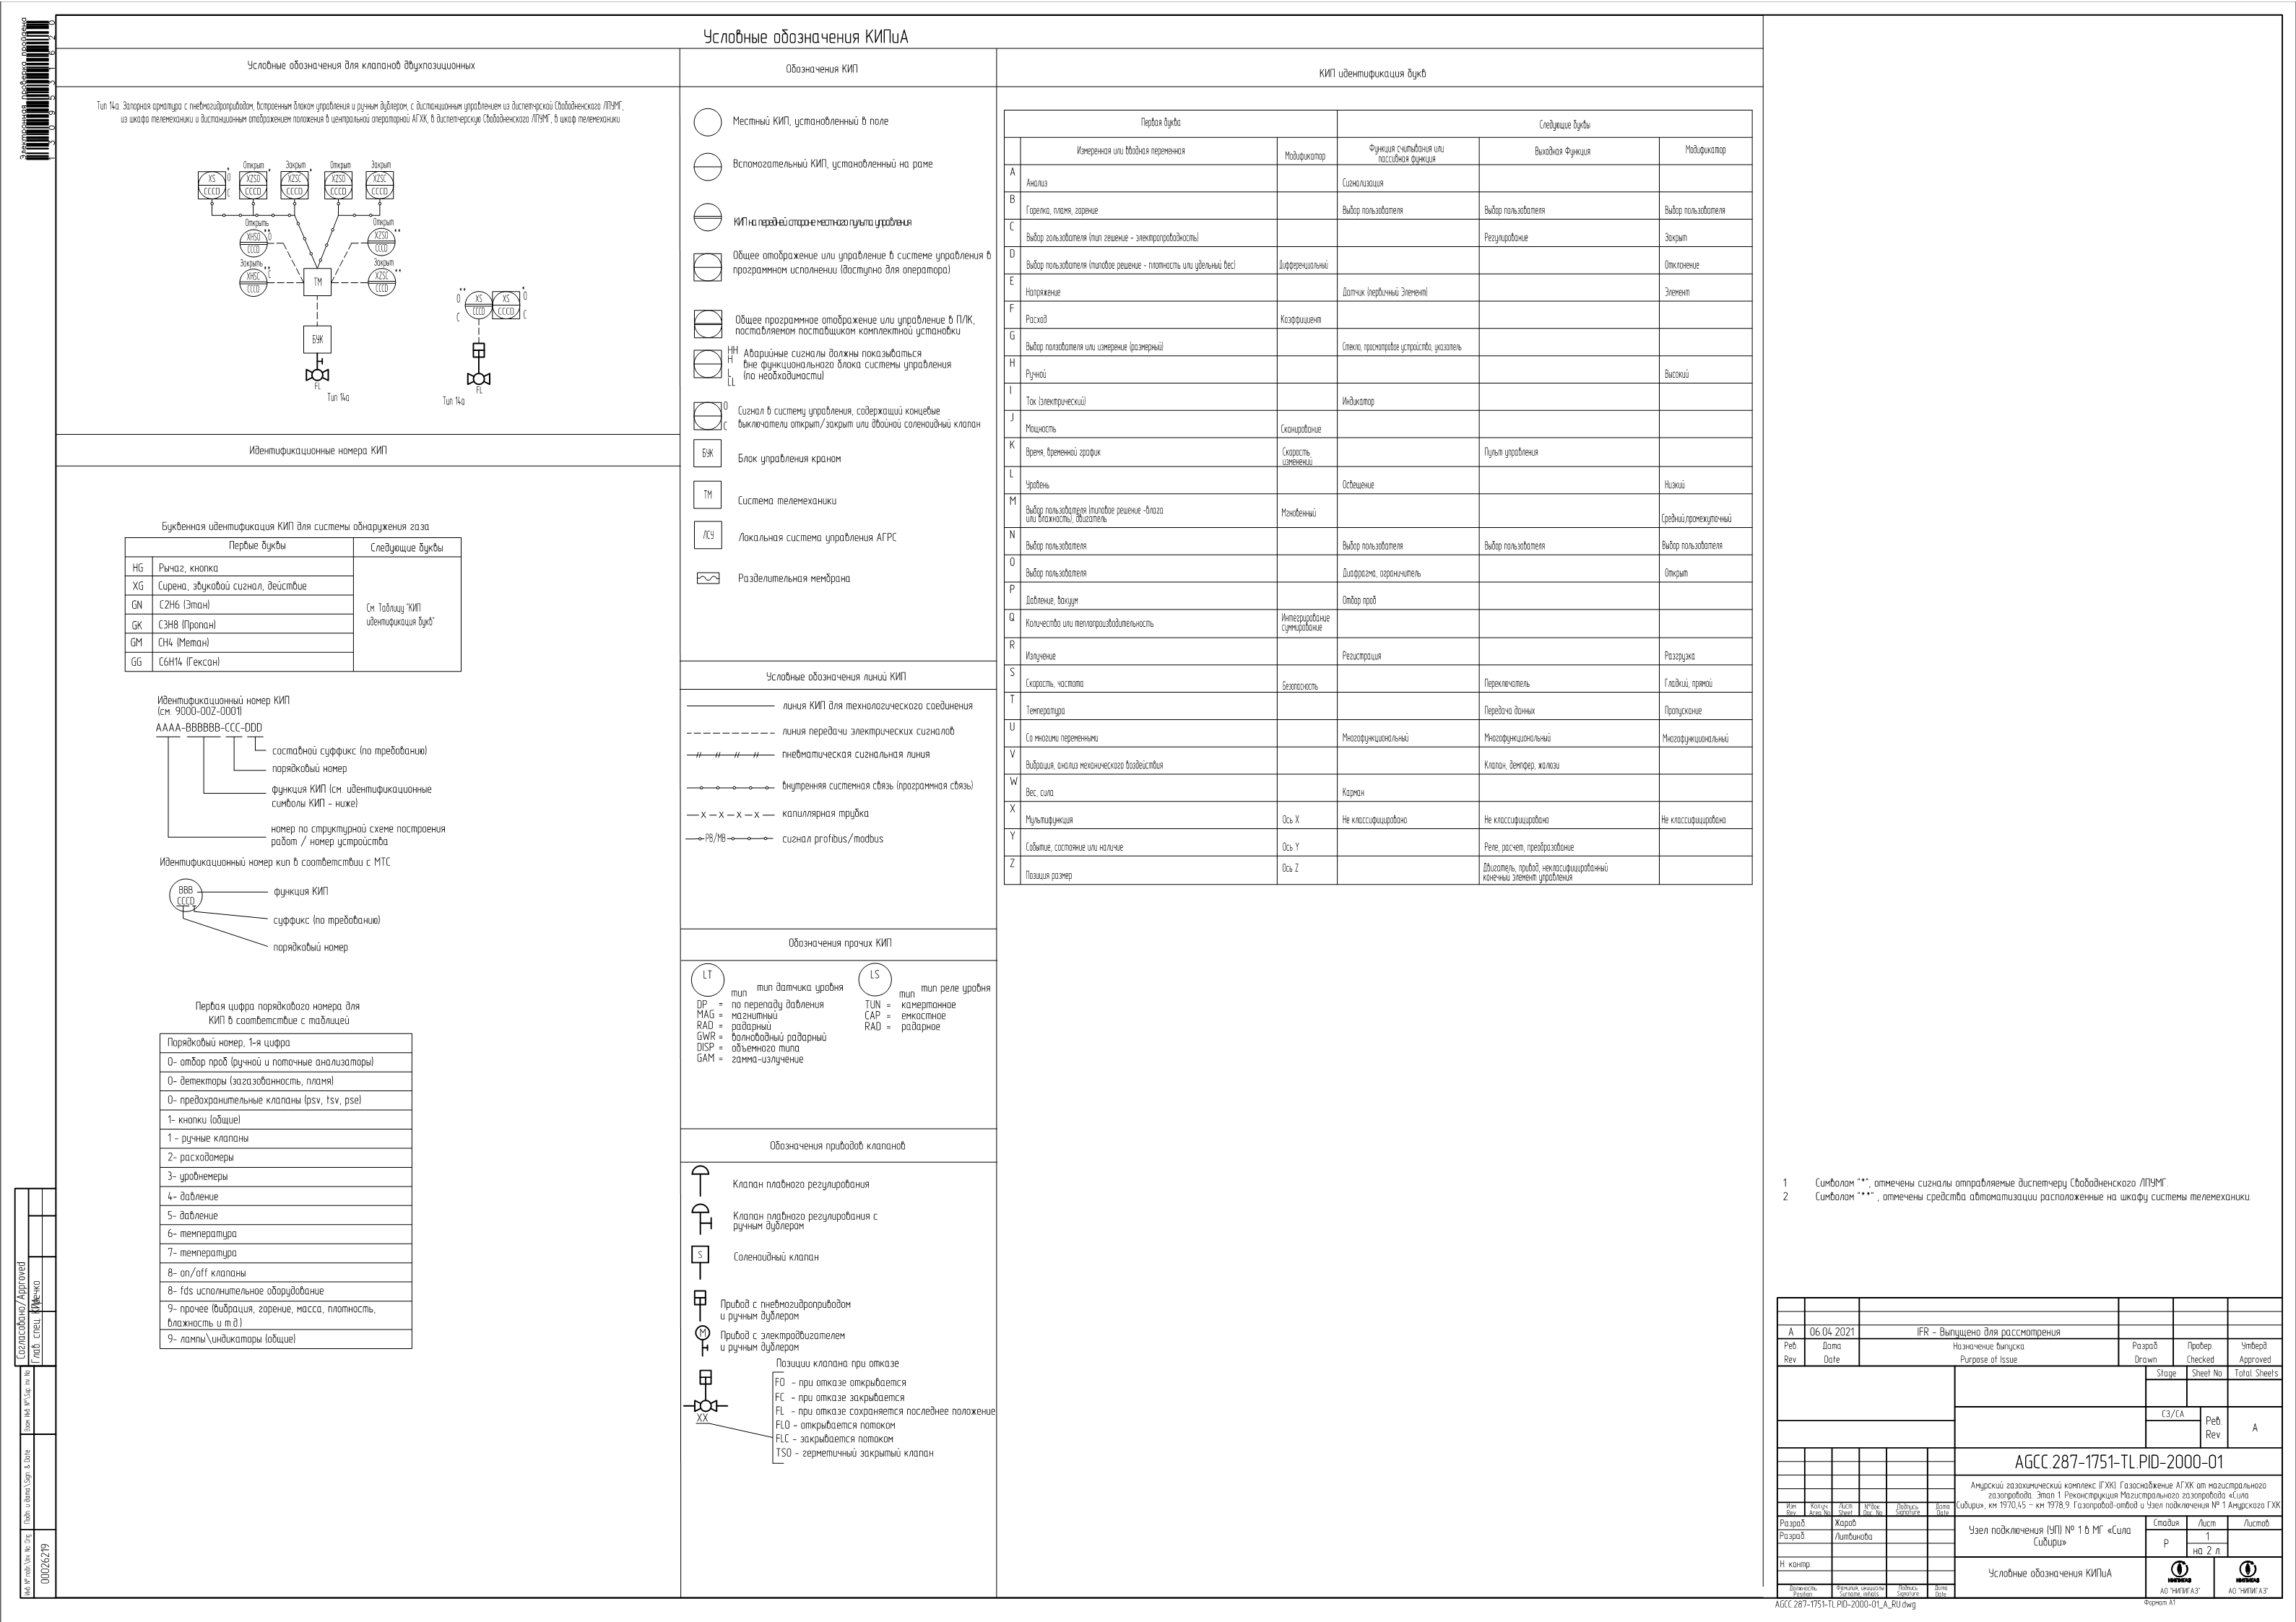 Электронная проверка пройдена
1 3 0 9 5 3 1 6 2 0
Условные обозначения КИПиА
Условные обозначения для клапанов двухпозиционных
Тип 14а. Запорная арматура с пневмогидроприводом, встроенным блоком управления и ручным дублером, с дистанционным управлением из диспетчрской Свободненского ЛПУМГ,
из шкафа телемеханики и дистанционным отображением положения в центральной операторной АГХК, в диспетчерскую Свободненского ЛПУМГ, в шкаф телемеханики
Открыт Закрыт Открыт Закрыт
XS * O XZSO * XZSC * XZSO * XZSC *
CCCD C CCCD CCCD CCCD CCCD
Открыть Открыт
XHSO ** O XZSO **
CCCD CCCD
Закрыть Закрыт
XHSC ** C XZSC **
CCCD CCCD
ТМ
БУК
FL
Тип 14а
** * O XS XS O
C CCCD CCCD C
FL
Тип 14а
Идентификационные номера КИП
Буквенная идентификация КИП для системы обнаружения газа
Первые буквы Следующие буквы
HG Рычаг, кнопка
XG Сирена, звуковой сигнал, действие
GN C2H6 (Этан)
GK C3H8 (Пропан)
GM CH4 (Метан)
GG C6H14 (Гексан)
См. Таблицу "КИП
идентификация букв"
Идентификационный номер КИП
(см. 9000-00Z-0001)
AAAA-BBBBBB-CCC-DDD
составной суффикс (по требованию)
порядковый номер
функция КИП (см. идентификационные
символы КИП - ниже)
номер по структурной схеме построения
работ / номер устройства
Идентификационный номер кип в соответствии с МТС
BBB
CCCD
функция КИП
суффикс (по требованию)
порядковый номер
Первая цифра порядкового номера для
КИП в соответствие с таблицей
Порядковый номер, 1-я цифра
0- отбор проб (ручной и поточные анализаторы)
0- детекторы (загазованность, пламя)
0- предохранительные клапаны (psv, tsv, pse)
1- кнопки (общие)
1 - ручные клапаны
2- расходомеры
3- уровнемеры
4- давление
5- давление
6- температура
7- температура
8- on/off клапаны
8- fds исполнительное оборудование
9- прочее (вибрация, горение, масса, плотность,
влажность и т.д.)
9- лампы\индикаторы (общие)
Обозначения КИП
Местный КИП, установленный в поле
Вспомогательный КИП, установленный на раме
КИП на передней стороне местного пульта управления
Общее отображение или управление в системе управления в
программном исполнении (доступно для оператора)
Общее программное отображение или управление в П/ІК,
поставляемом поставщиком комплектной установки
HH
H
L
LL
Аварийные сигналы должны показываться
вне функционального блока системы управления
(по необходимости)
O
C
Сигнал в систему управления, содержащий концевые
выключатели открыт/закрыт или двойной соленоидный клапан
БУК Блок управления краном
ТМ Система телемеханики
ЛСУ Локальная система управления АГРС
Разделительная мембрана
Условные обозначения линий КИП
линия КИП для технологического соединения
линия передачи электрических сигналов
пневматическая сигнальная линия
внутренняя системная связь (программная связь)
X X X X капиллярная трубка
PB/MB сигнал profibus/modbus
Обозначения прочих КИП
LT тип тип датчика уровня
DP = по перепаду давления
MAG = магнитный
RAD = радарный
GWR = волноводный радарный
DISP = объемного типа
GAM = гамма-излучение
LS тип тип реле уровня
TUN = камертонное
CAP = емкостное
RAD = радарное
Обозначения приводов клапанов
Клапан плавного регулирования
Клапан плавного регулирования с
ручным дублером
S Соленоидный клапан
Привод с пневмогидроприводом
и ручным дублером
M Привод с электродвигателем
и ручным дублером
Позиции клапана при отказе
XX
FO - при отказе открывается
FC - при отказе закрывается
FL - при отказе сохраняется последнее положение
FLO - открывается потоком
FLC - закрывается потоком
TSO - герметичный закрытый клапан
КИП идентификация букв
Первая буква Следующие буквы
Измеренная или вводная переменная Модификатор Функция считывания или пассивная функция Выходная Функция Модификатор
A Анализ Сигнализация
B Горелка, пламя, горение Выбор пользователя Выбор пользователя Выбор пользователя
C Выбор гользователя (тип гешение - электропроводность) Регулирование Закрыт
D Выбор пользователя (типовое решение - плотность или удельный вес) Дифференциальный Отклонение
E Напряжение Датчик (первичный Элемент) Элемент
F Расход Коэффициент
G Выбор ползователя или измерение (размерный) Стекло, просмотровое устройство, указатель
H Ручной Высокий
I Ток (электрический) Индикатор
J Мощность Сканирование
K Время, временной график Скорость изменений Пульт управления
L Уровень Освещение Низкий
M Выбор пользователя (типовое решение -влага
или влажность), двигатель Мгновенный Средний,промежуточный
N Выбор пользователя Выбор пользователя Выбор пользователя Выбор пользователя
O Выбор пользователя Диафрагма, ограничитель Открыт
P Давление, вакуум Отбор проб
Q Количество или теплопроизводительность Интегрирование суммирование
R Излучение Регистрация Разгрузка
S Скорость, частота Безопасность Переключатель Гладкий, прямой
T Температура Передача данных Пропускание
U Со многими переменными Многофункциональный Многофункциональный Многофункциональный
V Вибрация, анализ механического воздействия Клапан, демпфер, жалюзи
W Вес, сила Карман
X Мультифункция Ось X Не классифицировано Не классифицировано Не классифицировано
Y Событие, состояние или наличие Ось Y Реле, расчет, преобразование
Z Позиция размер Ось Z Двигатель, привод, неклассифицированный
конечный элемент управления
1 Символом "*", отмечены сигналы отправляемые диспетчеру Свободненского ЛПУМГ.
2 Символом "**" , отмечены средства автоматизации расположенные на шкафу системы телемеханики.
A 06.04.2021 IFR - Выпущено для рассмотрения
Рев. Дата Назначение выпуска Разраб. Провер. Утверд.
Rev. Date Purpose of Issue Drawn Checked Approved
Stage Sheet No Total Sheets
СЗ/CA
Рев.
Rev.
A
AGCC.287-1751-TL.PID-2000-01
Амурский газохимический комплекс (ГХК). Газоснабжение АГХК от магистрального
газопровода. Этап 1. Реконструкция Магистрального газопровода «Сила
Сибири», км 1970,45 – км 1978,9. Газопровод-отвод и Узел подключения № 1 Амурского ГХК
Изм. Кол.уч Лист №док. Подпись Дата
Rev. Area No Sheet Doc. No. Signature Date
Разраб. Жаров
Разраб. Литвинова
Н. контр.
Должность Фамилия, инициалы Подпись Дата
Position Surname, initials Signature Date
Узел подключения (УП) № 1 в МГ «Сила
Сибири»
Стадия Лист Листов
Р 1
на 2 л.
Условные обозначения КИПиА
НИПИГАЗ НИПИГАЗ
АО "НИПИГАЗ" АО "НИПИГАЗ"
AGCC.287-1751-TL.PID-2000-01_A_RU.dwg
Формат А1
Согласовано/Approved
Глав. спец. КИП
Взам. Инв. N°\Sup. Inv. No.
Подп. и дата\Sign. & Date
Инв. N° подл.\Inv. No. Orig.
00026219